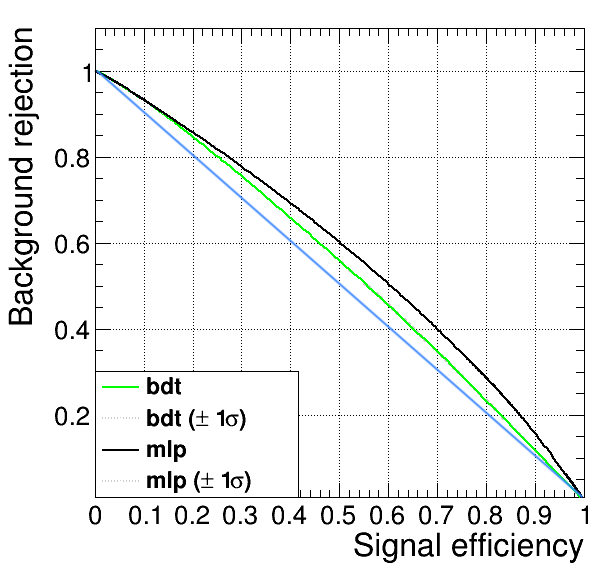 Background rejection
1
0.8
0.6
0.4
0.2
bdt
bdt (± 1σ)
mlp
mlp (± 1σ)
0 0.1 0.2 0.3 0.4 0.5 0.6 0.7 0.8 0.9 1
Signal efficiency